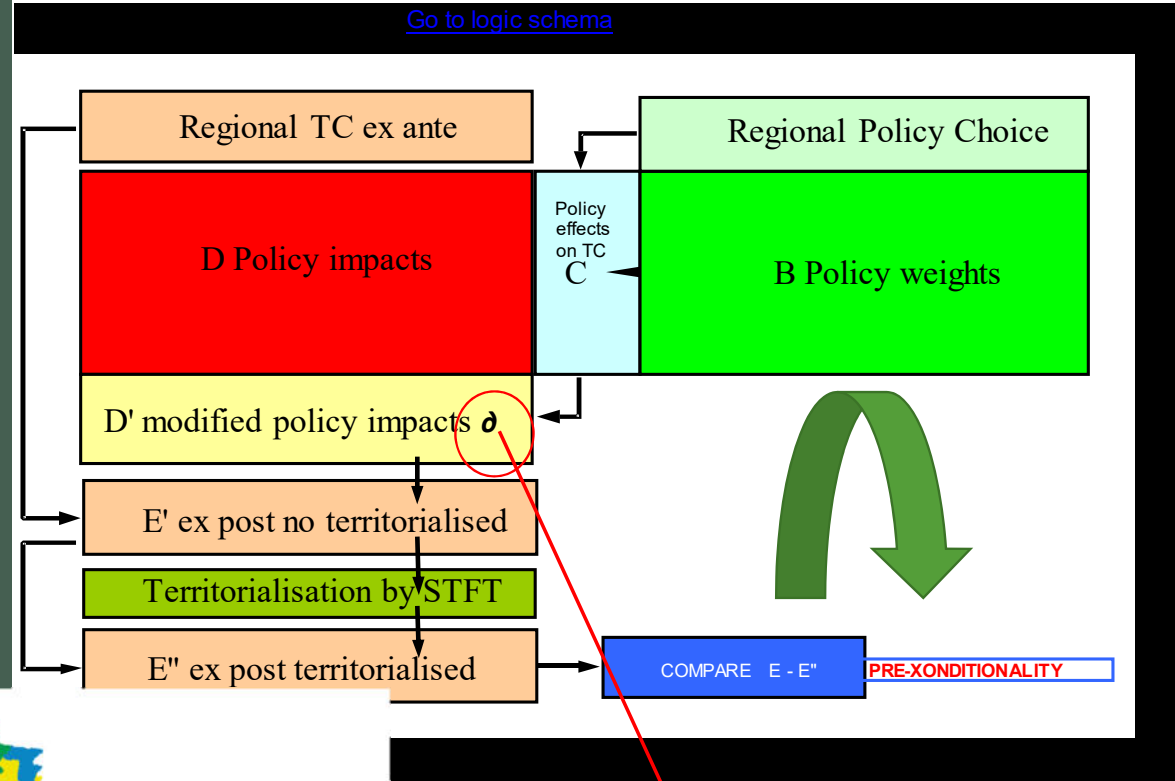 Go to logic schema
Regional TC ex ante
Regional Policy Choice
D Policy impacts
Policy
effects
on TC
C
B Policy weights
D' modified policy impacts ∂
E' ex post no territorialised
Territorialisation by STFT
E" ex post territorialised
COMPARE E - E"
PRE-XONDITIONALITY